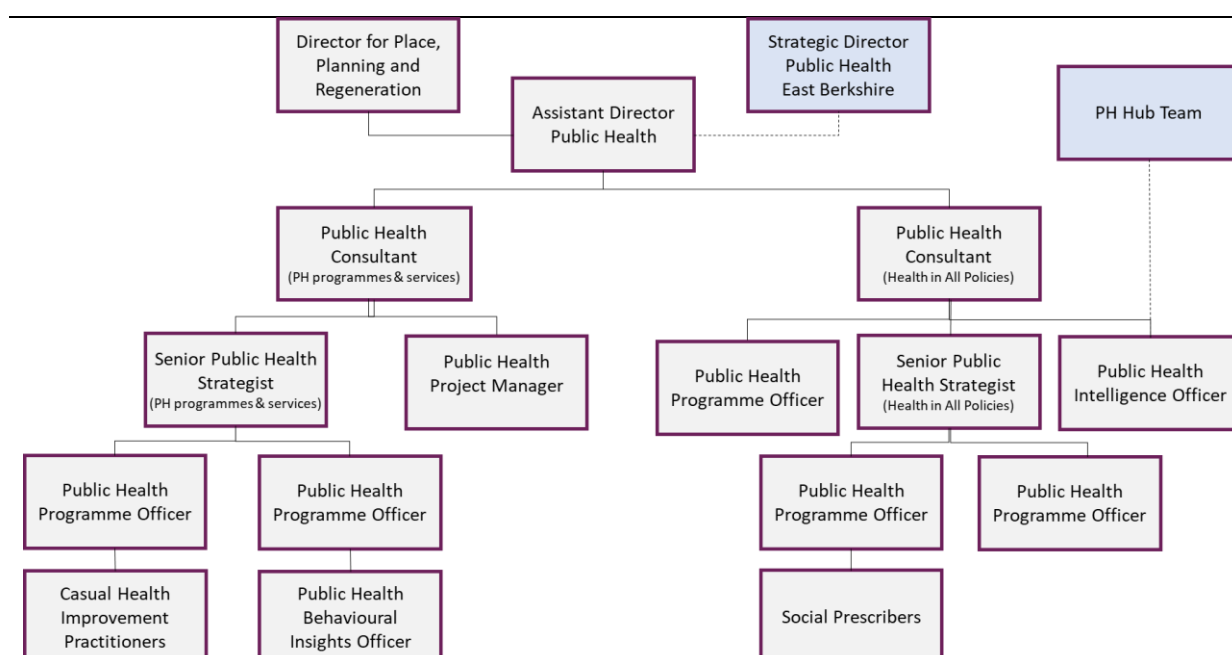 Director for Place,
Planning and
Regeneration
Strategic Director
Public Health
East Berkshire
Assistant Director
Public Health
PH Hub Team
Public Health
Consultant
(PH programmes & services)
Public Health
Consultant
(Health in All Policies)
Senior Public Health
Strategist
(PH programmes & services)
Public Health
Project Manager
Public Health
Programme Officer
Senior Public
Health Strategist
(Health in All Policies)
Public Health
Intelligence Officer
Public Health
Programme Officer
Public Health
Programme Officer
Public Health
Programme Officer
Public Health
Programme Officer
Casual Health
Improvement
Practitioners
Public Health
Behavioural
Insights Officer
Social Prescribers